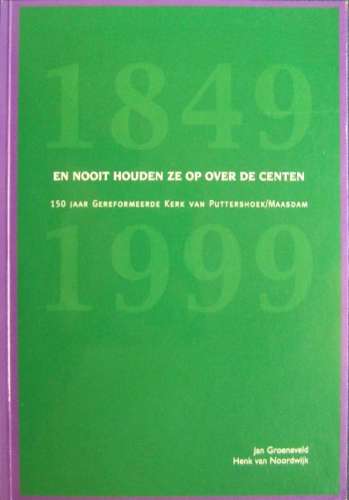 1849
EN NOOIT HOUDEN ZE OP OVER DE CENTEN
150 JAAR GEREFORMEERDE KERK VAN PUTTERSHOEK/MAASDAM
1999
Jan Groeneveld
Henk van Noordwijk